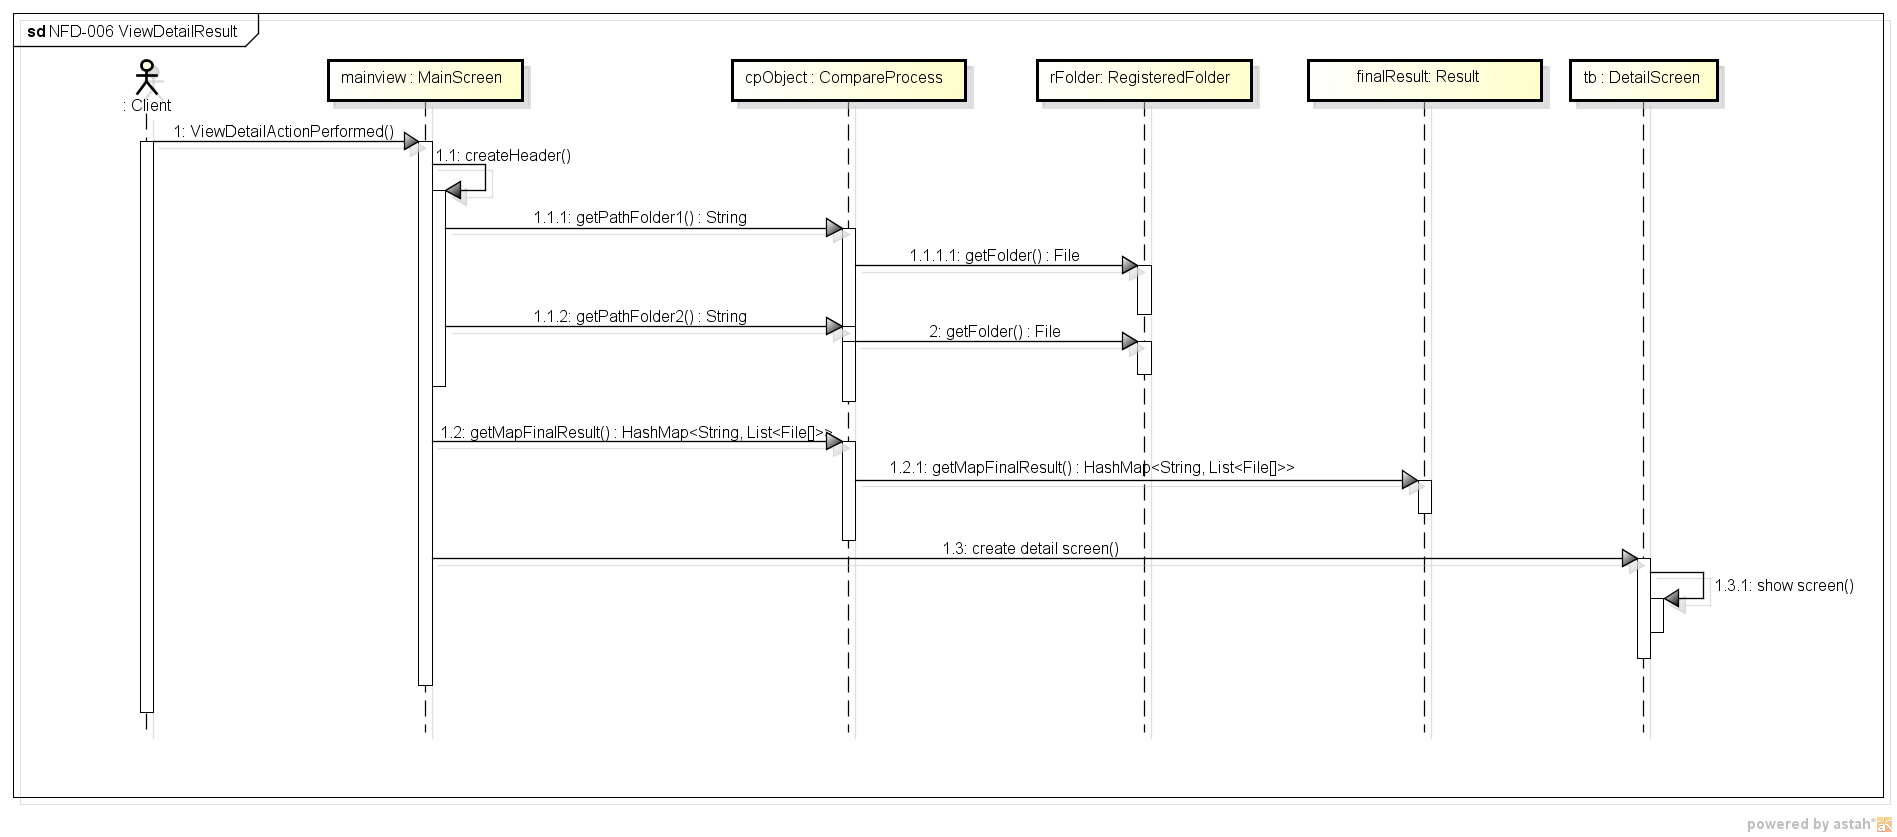 sd NFD-006 ViewDetailResult
mainview : MainScreen
cpObject : CompareProcess
rFolder: RegisteredFolder
finalResult: Result
tb : DetailScreen
: Client
1: ViewDetailActionPerformed()
1.1: createHeader()
1.1.1: getPathFolder1() : String
1.1.1.1: getFolder() : File
1.1.2: getPathFolder2() : String
2: getFolder() : File
1.2: getMapFinalResult() : HashMap<String, List<File[]>>
1.2.1: getMapFinalResult() : HashMap<String, List<File[]>>
1.3: create detail screen()
1.3.1: show screen()
powered by astah*